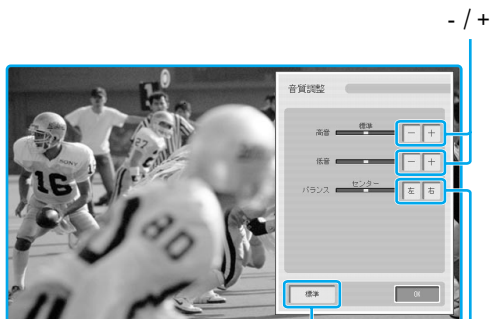 - / +
音質調整
標準
高音 － ＋
低音 － ＋
センター
バランス 左 右
標準 OK
SONY
27
16
80